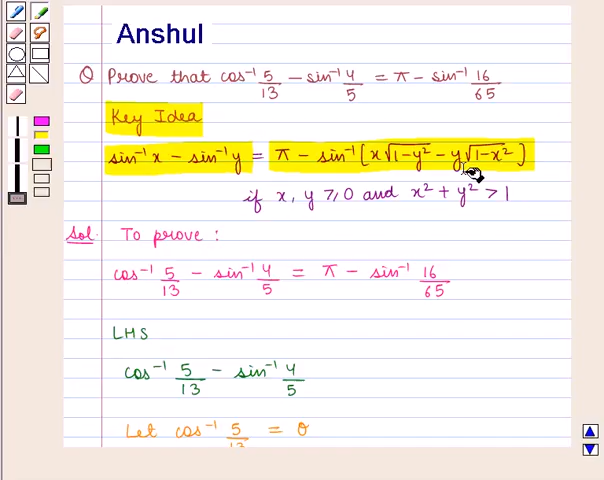 Anshul
Q Prove that cos⁻¹ 5/13 − sin⁻¹ 4/5 = π − sin⁻¹ 16/65
Key Idea
sin⁻¹ x − sin⁻¹ y = π − sin⁻¹ [x√1−y² − y√1−x²]
if x, y ≥ 0 and x² + y² > 1
Sol. To prove :
cos⁻¹ 5/13 − sin⁻¹ 4/5 = π − sin⁻¹ 16/65
LHS
cos⁻¹ 5/13 − sin⁻¹ 4/5
Let cos⁻¹ 5/13 = θ